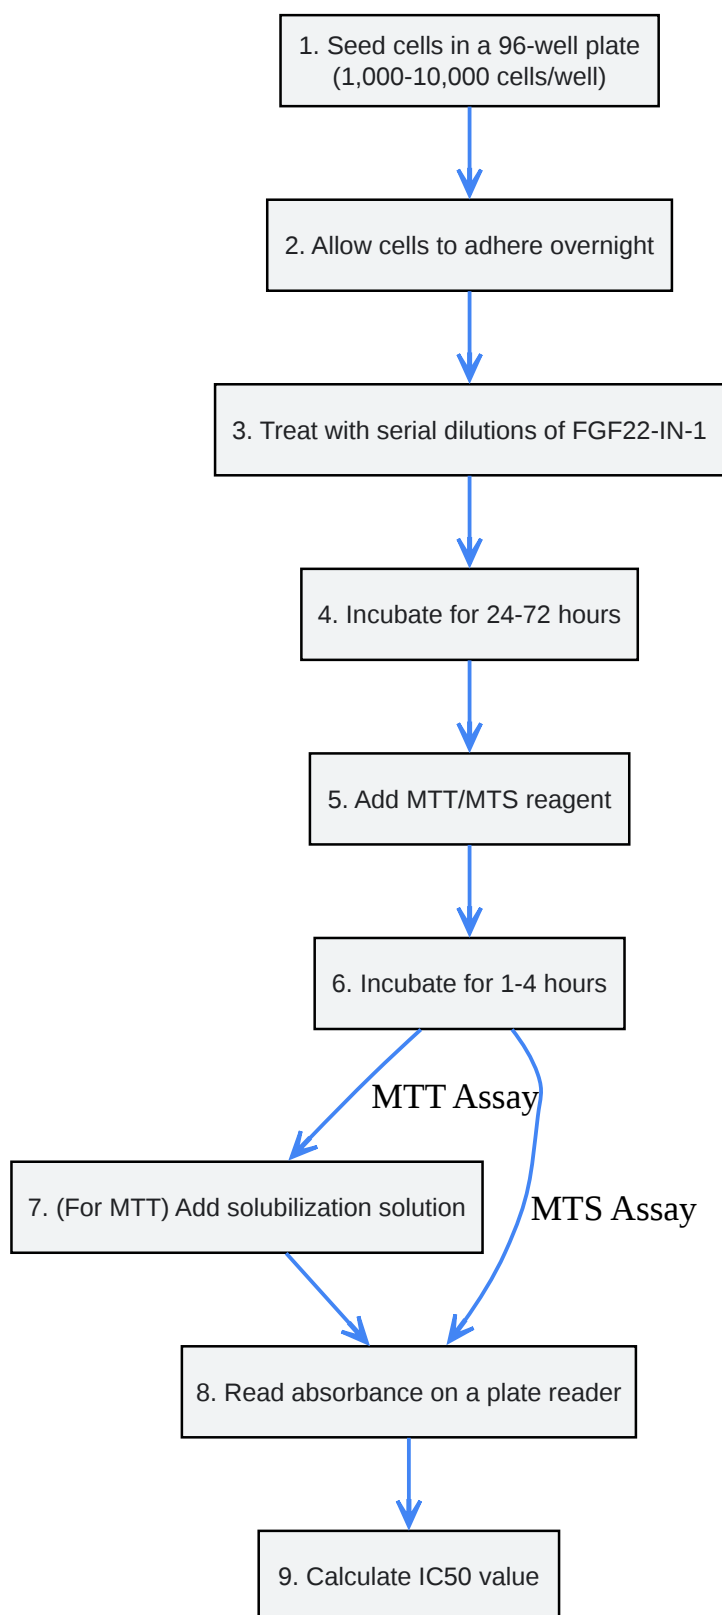 1. Seed cells in a 96-well plate
(1,000-10,000 cells/well)
2. Allow cells to adhere overnight
3. Treat with serial dilutions of FGF22-IN-1
4. Incubate for 24-72 hours
5. Add MTT/MTS reagent
6. Incubate for 1-4 hours
MTT Assay
7. (For MTT) Add solubilization solution
MTS Assay
8. Read absorbance on a plate reader
9. Calculate IC50 value